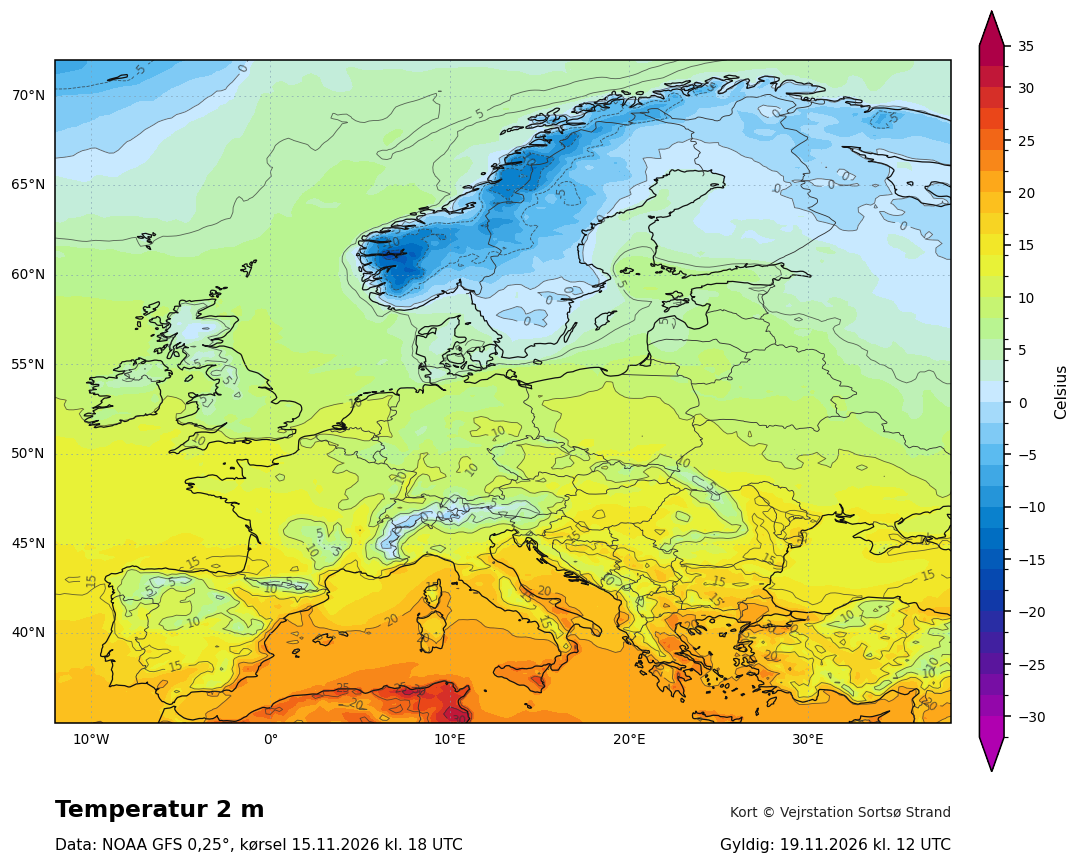 70°N
65°N
60°N
55°N
50°N
45°N
40°N
10°W
0°
10°E
20°E
30°E
35
30
25
20
15
10
5
0
−5
−10
−15
−20
−25
−30
Celsius
Temperatur 2 m
Kort © Vejrstation Sortsø Strand
Data: NOAA GFS 0,25°, kørsel 15.11.2026 kl. 18 UTC
Gyldig: 19.11.2026 kl. 12 UTC